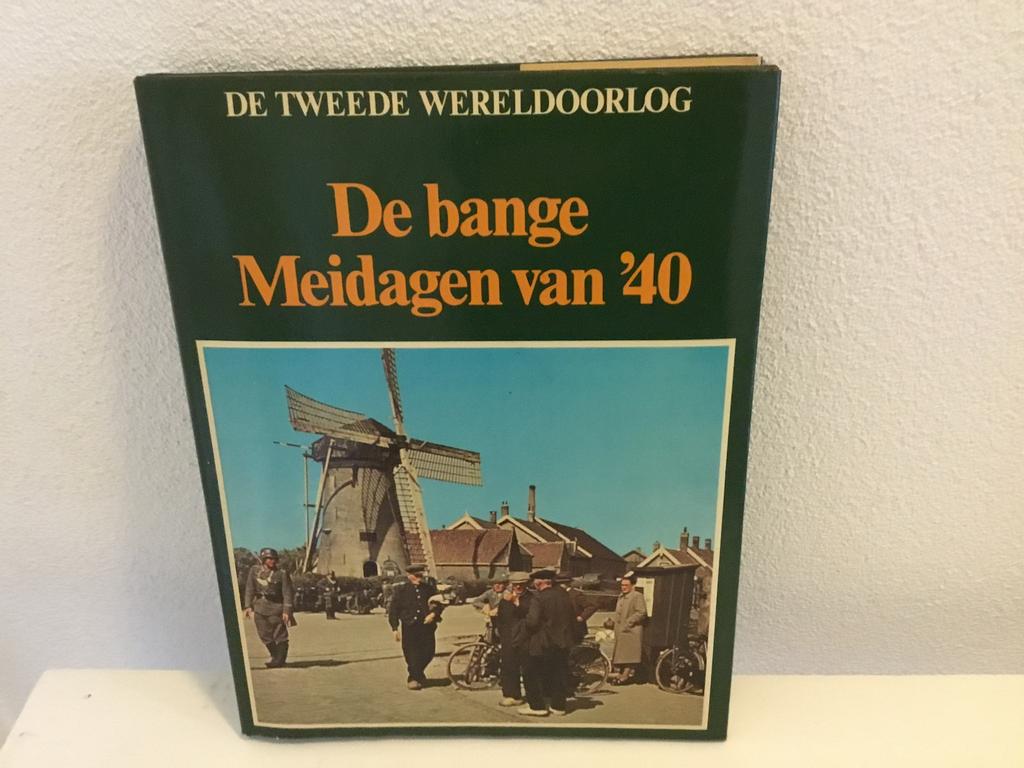 DE TWEEDE WERELDOORLOG
De bange
Meidagen van '40